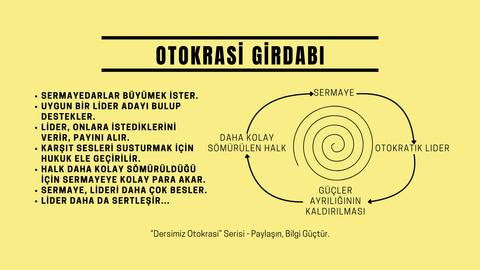 OTOKRASİ GİRDABI
SERMAYEDARLAR BÜYÜMEK İSTER.
UYGUN BİR LİDER ADAYI BULUP
DESTEKLER.
LİDER, ONLARA İSTEDİKLERİNİ
VERİR, PAYINI ALIR.
KARŞIT SESLERİ SUSTURMAK İÇİN
HUKUK ELE GEÇİRİLİR.
HALK DAHA KOLAY SÖMÜRÜLDÜĞÜ
İÇİN SERMAYEYE KOLAY PARA AKAR.
SERMAYE, LİDERİ DAHA ÇOK BESLER.
LİDER DAHA DA SERTLEŞİR...
SERMAYE
OTOKRATİK LIDER
GÜÇLER
AYRILIĞININ
KALDIRILMASI
DAHA KOLAY
SÖMÜRÜLEN HALK
"Dersimiz Otokrasi" Serisi - Paylaşın, Bilgi Güçtür.